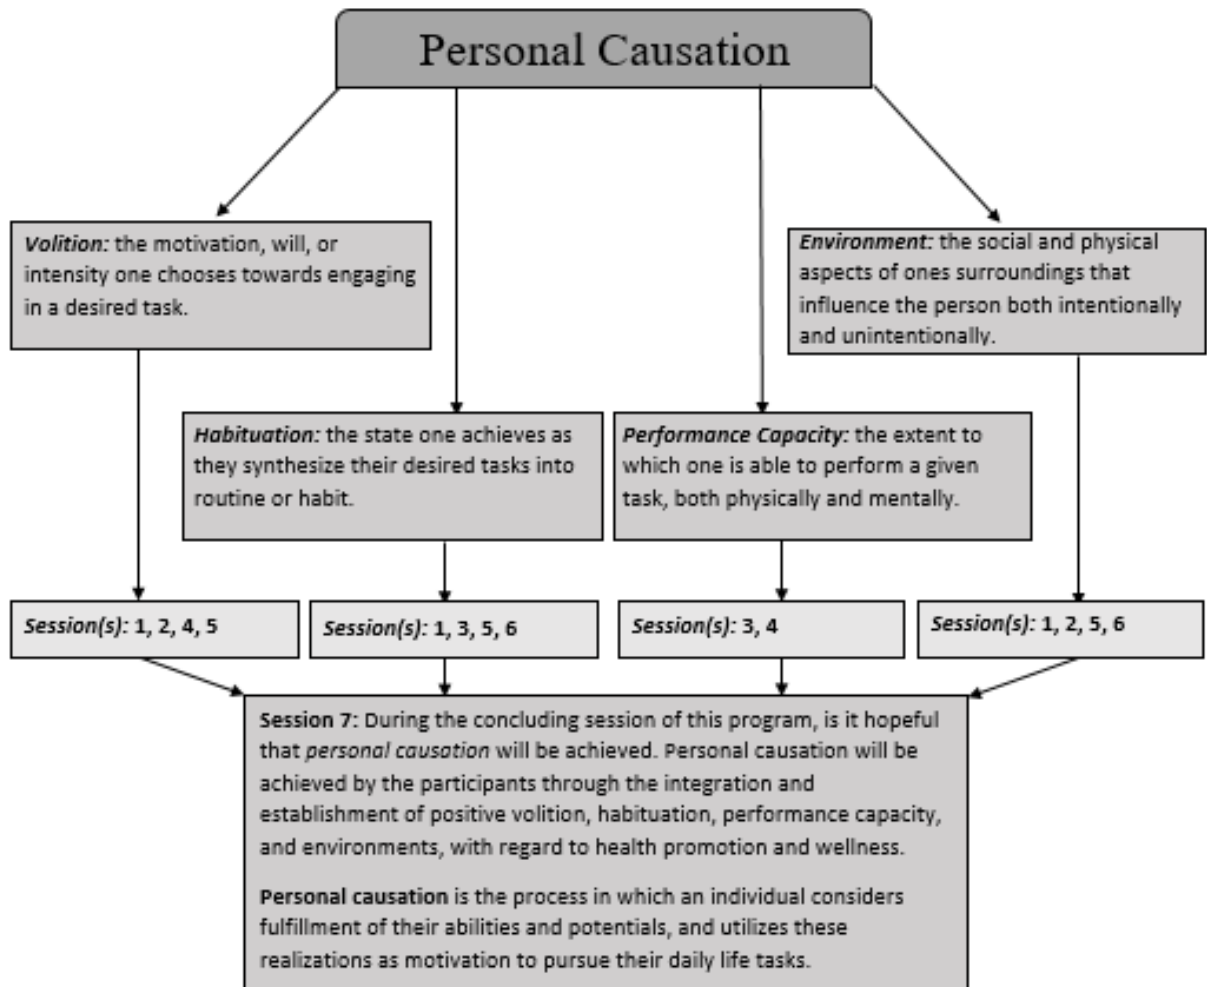 Personal Causation
Volition: the motivation, will, or
intensity one chooses towards engaging
in a desired task.
Environment: the social and physical
aspects of ones surroundings that
influence the person both intentionally
and unintentionally.
Habituation: the state one achieves as
they synthesize their desired tasks into
routine or habit.
Performance Capacity: the extent to
which one is able to perform a given
task, both physically and mentally.
Session(s): 1, 2, 4, 5
Session(s): 1, 3, 5, 6
Session(s): 3, 4
Session(s): 1, 2, 5, 6
Session 7: During the concluding session of this program, is it hopeful
that personal causation will be achieved. Personal causation will be
achieved by the participants through the integration and
establishment of positive volition, habituation, performance capacity,
and environments, with regard to health promotion and wellness.
Personal causation is the process in which an individual considers
fulfillment of their abilities and potentials, and utilizes these
realizations as motivation to pursue their daily life tasks.